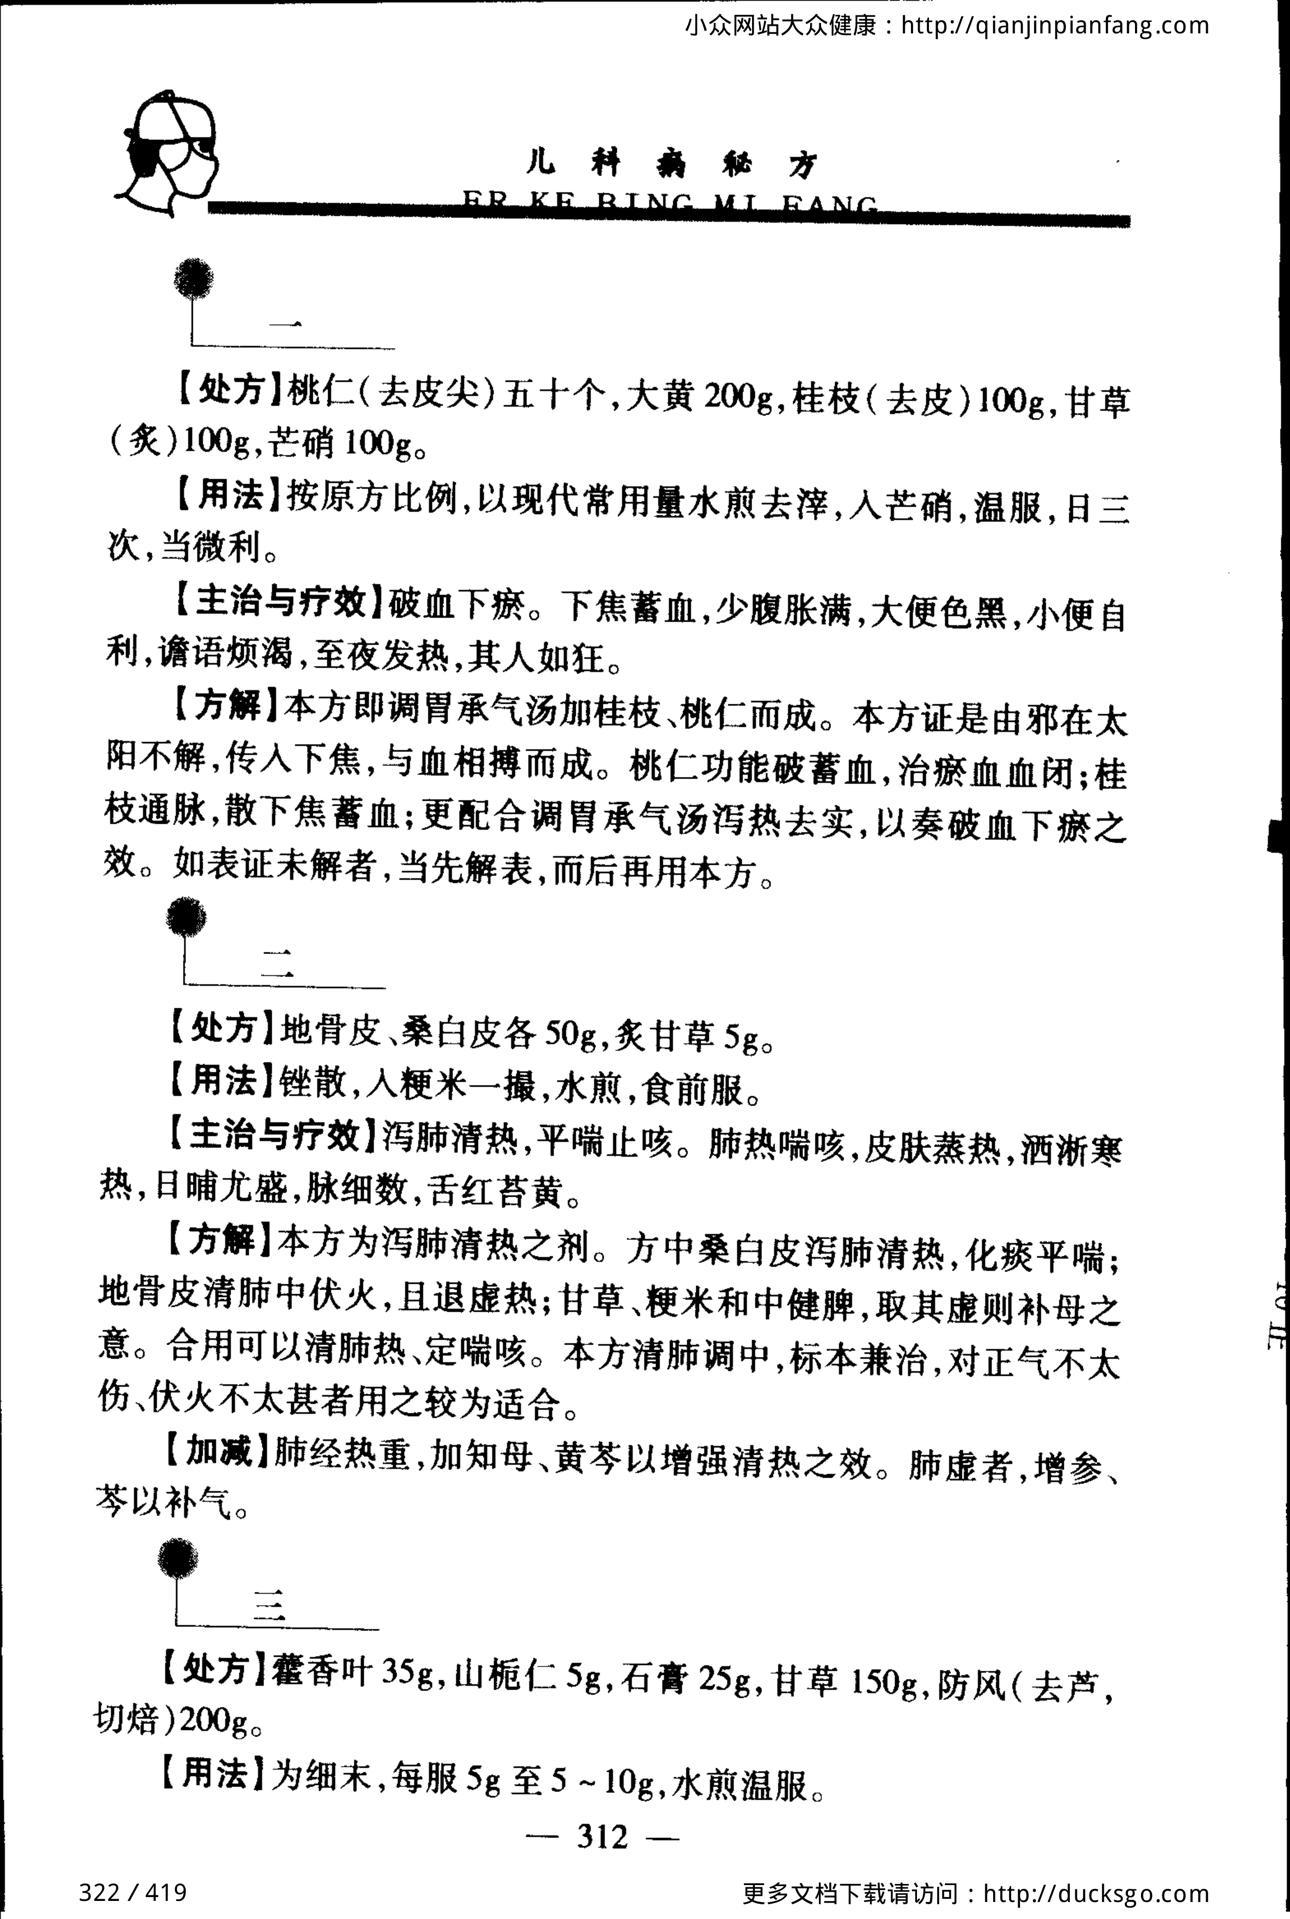 小众网站大众健康：http://qianjinpianfang.com
儿科病秘方
ER KE BING MI FANG
一
【处方】桃仁(去皮尖)五十个,大黄200g,桂枝(去皮)100g,甘草
(炙)100g,芒硝100g。
【用法】按原方比例,以现代常用量水煎去滓,入芒硝,温服,日三
次,当微利。
【主治与疗效】破血下瘀。下焦蓄血,少腹胀满,大便色黑,小便自
利,谵语烦渴,至夜发热,其人如狂。
【方解】本方即调胃承气汤加桂枝、桃仁而成。本方证是由邪在太
阳不解,传入下焦,与血相搏而成。桃仁功能破蓄血,治瘀血血闭;桂
枝通脉,散下焦蓄血;更配合调胃承气汤泻热去实,以奏破血下瘀之
效。如表证未解者,当先解表,而后再用本方。
二
【处方】地骨皮、桑白皮各50g,炙甘草5g。
【用法】锉散,入粳米一撮,水煎,食前服。
【主治与疗效】泻肺清热,平喘止咳。肺热喘咳,皮肤蒸热,洒淅寒
热,日晡尤盛,脉细数,舌红苔黄。
【方解】本方为泻肺清热之剂。方中桑白皮泻肺清热,化痰平喘;
地骨皮清肺中伏火,且退虚热;甘草、粳米和中健脾,取其虚则补母之
意。合用可以清肺热、定喘咳。本方清肺调中,标本兼治,对正气不太
伤、伏火不太甚者用之较为适合。
【加减】肺经热重,加知母、黄芩以增强清热之效。肺虚者,增参、
芩以补气。
三
【处方】藿香叶35g,山栀仁5g,石膏25g,甘草150g,防风(去芦,
切焙)200g。
【用法】为细末,每服5g至5~10g,水煎温服。
— 312 —
322 / 419
更多文档下载请访问：http://ducksgo.com